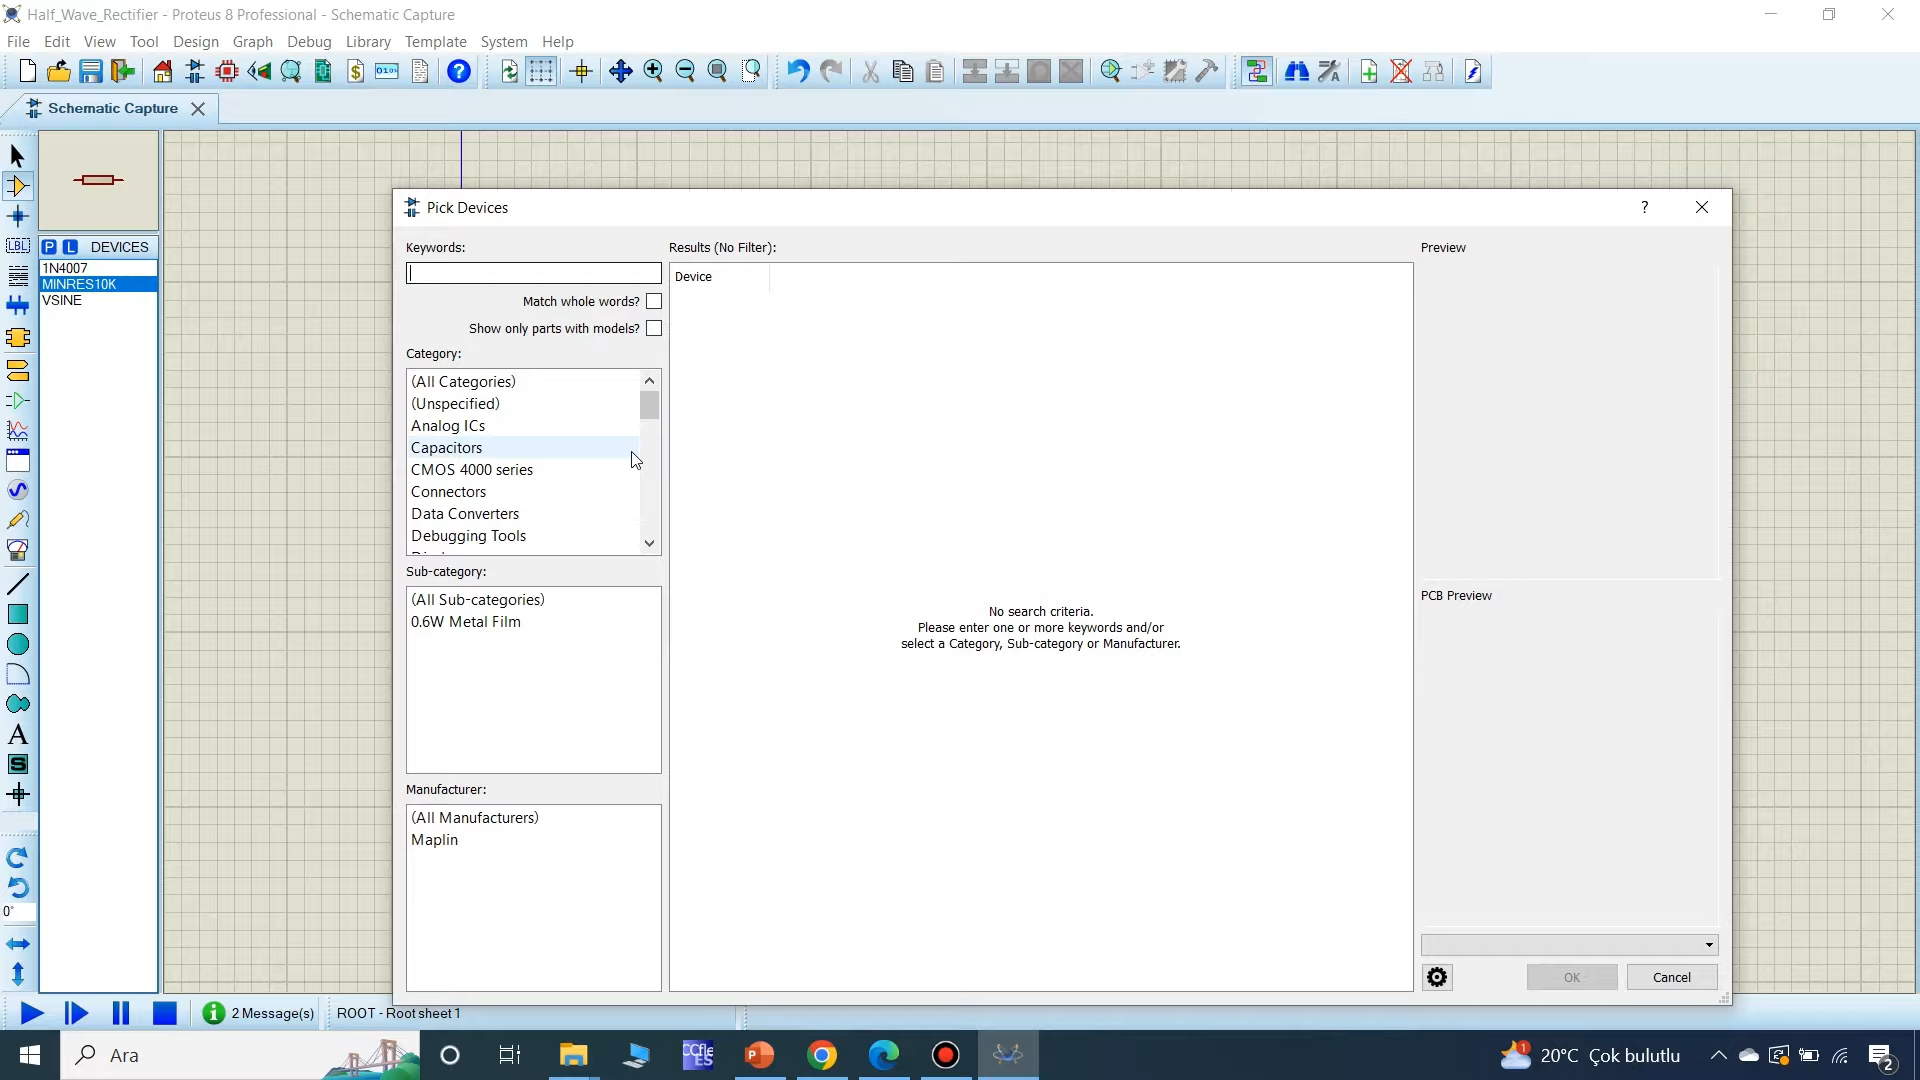 Half_Wave_Rectifier - Proteus 8 Professional - Schematic Capture
File Edit View Tool Design Graph Debug Library Template System Help
Schematic Capture
Pick Devices
?
Keywords:
Results (No Filter):
Preview
P L DEVICES
1N4007
MINRES10K
VSINE
LBL
Device
Match whole words?
Show only parts with models?
Category:
(All Categories)
(Unspecified)
Analog ICs
Capacitors
CMOS 4000 series
Connectors
Data Converters
Debugging Tools
Sub-category:
(All Sub-categories)
0.6W Metal Film
No search criteria.
Please enter one or more keywords and/or
select a Category, Sub-category or Manufacturer.
PCB Preview
A
S
Manufacturer:
(All Manufacturers)
Maplin
0°
OK
Cancel
2 Message(s)
ROOT - Root sheet 1
Ara
20°C Çok bulutlu
1
2